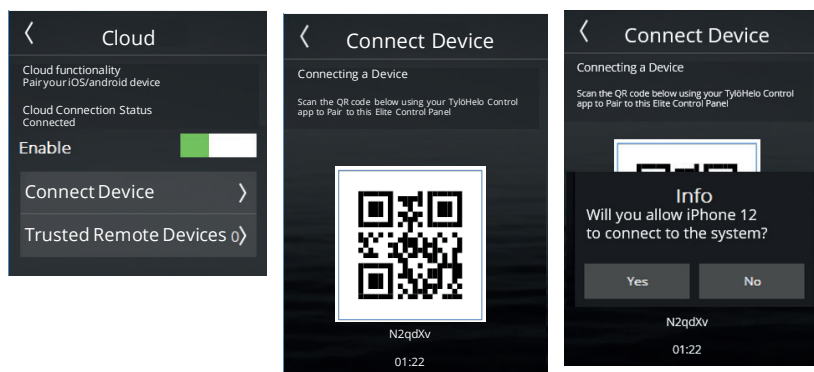 Cloud
Cloud functionality
Pair your iOS/android device
Cloud Connection Status
Connected
Enable
Connect Device
Trusted Remote Devices 0
Connect Device
Connecting a Device
Scan the QR code below using your TylöHelo Control
app to Pair to this Elite Control Panel
N2qdXv
01:22
Connect Device
Connecting a Device
Scan the QR code below using your TylöHelo Control
app to Pair to this Elite Control Panel
Info
Will you allow iPhone 12
to connect to the system?
Yes No
N2qdXv
01:22